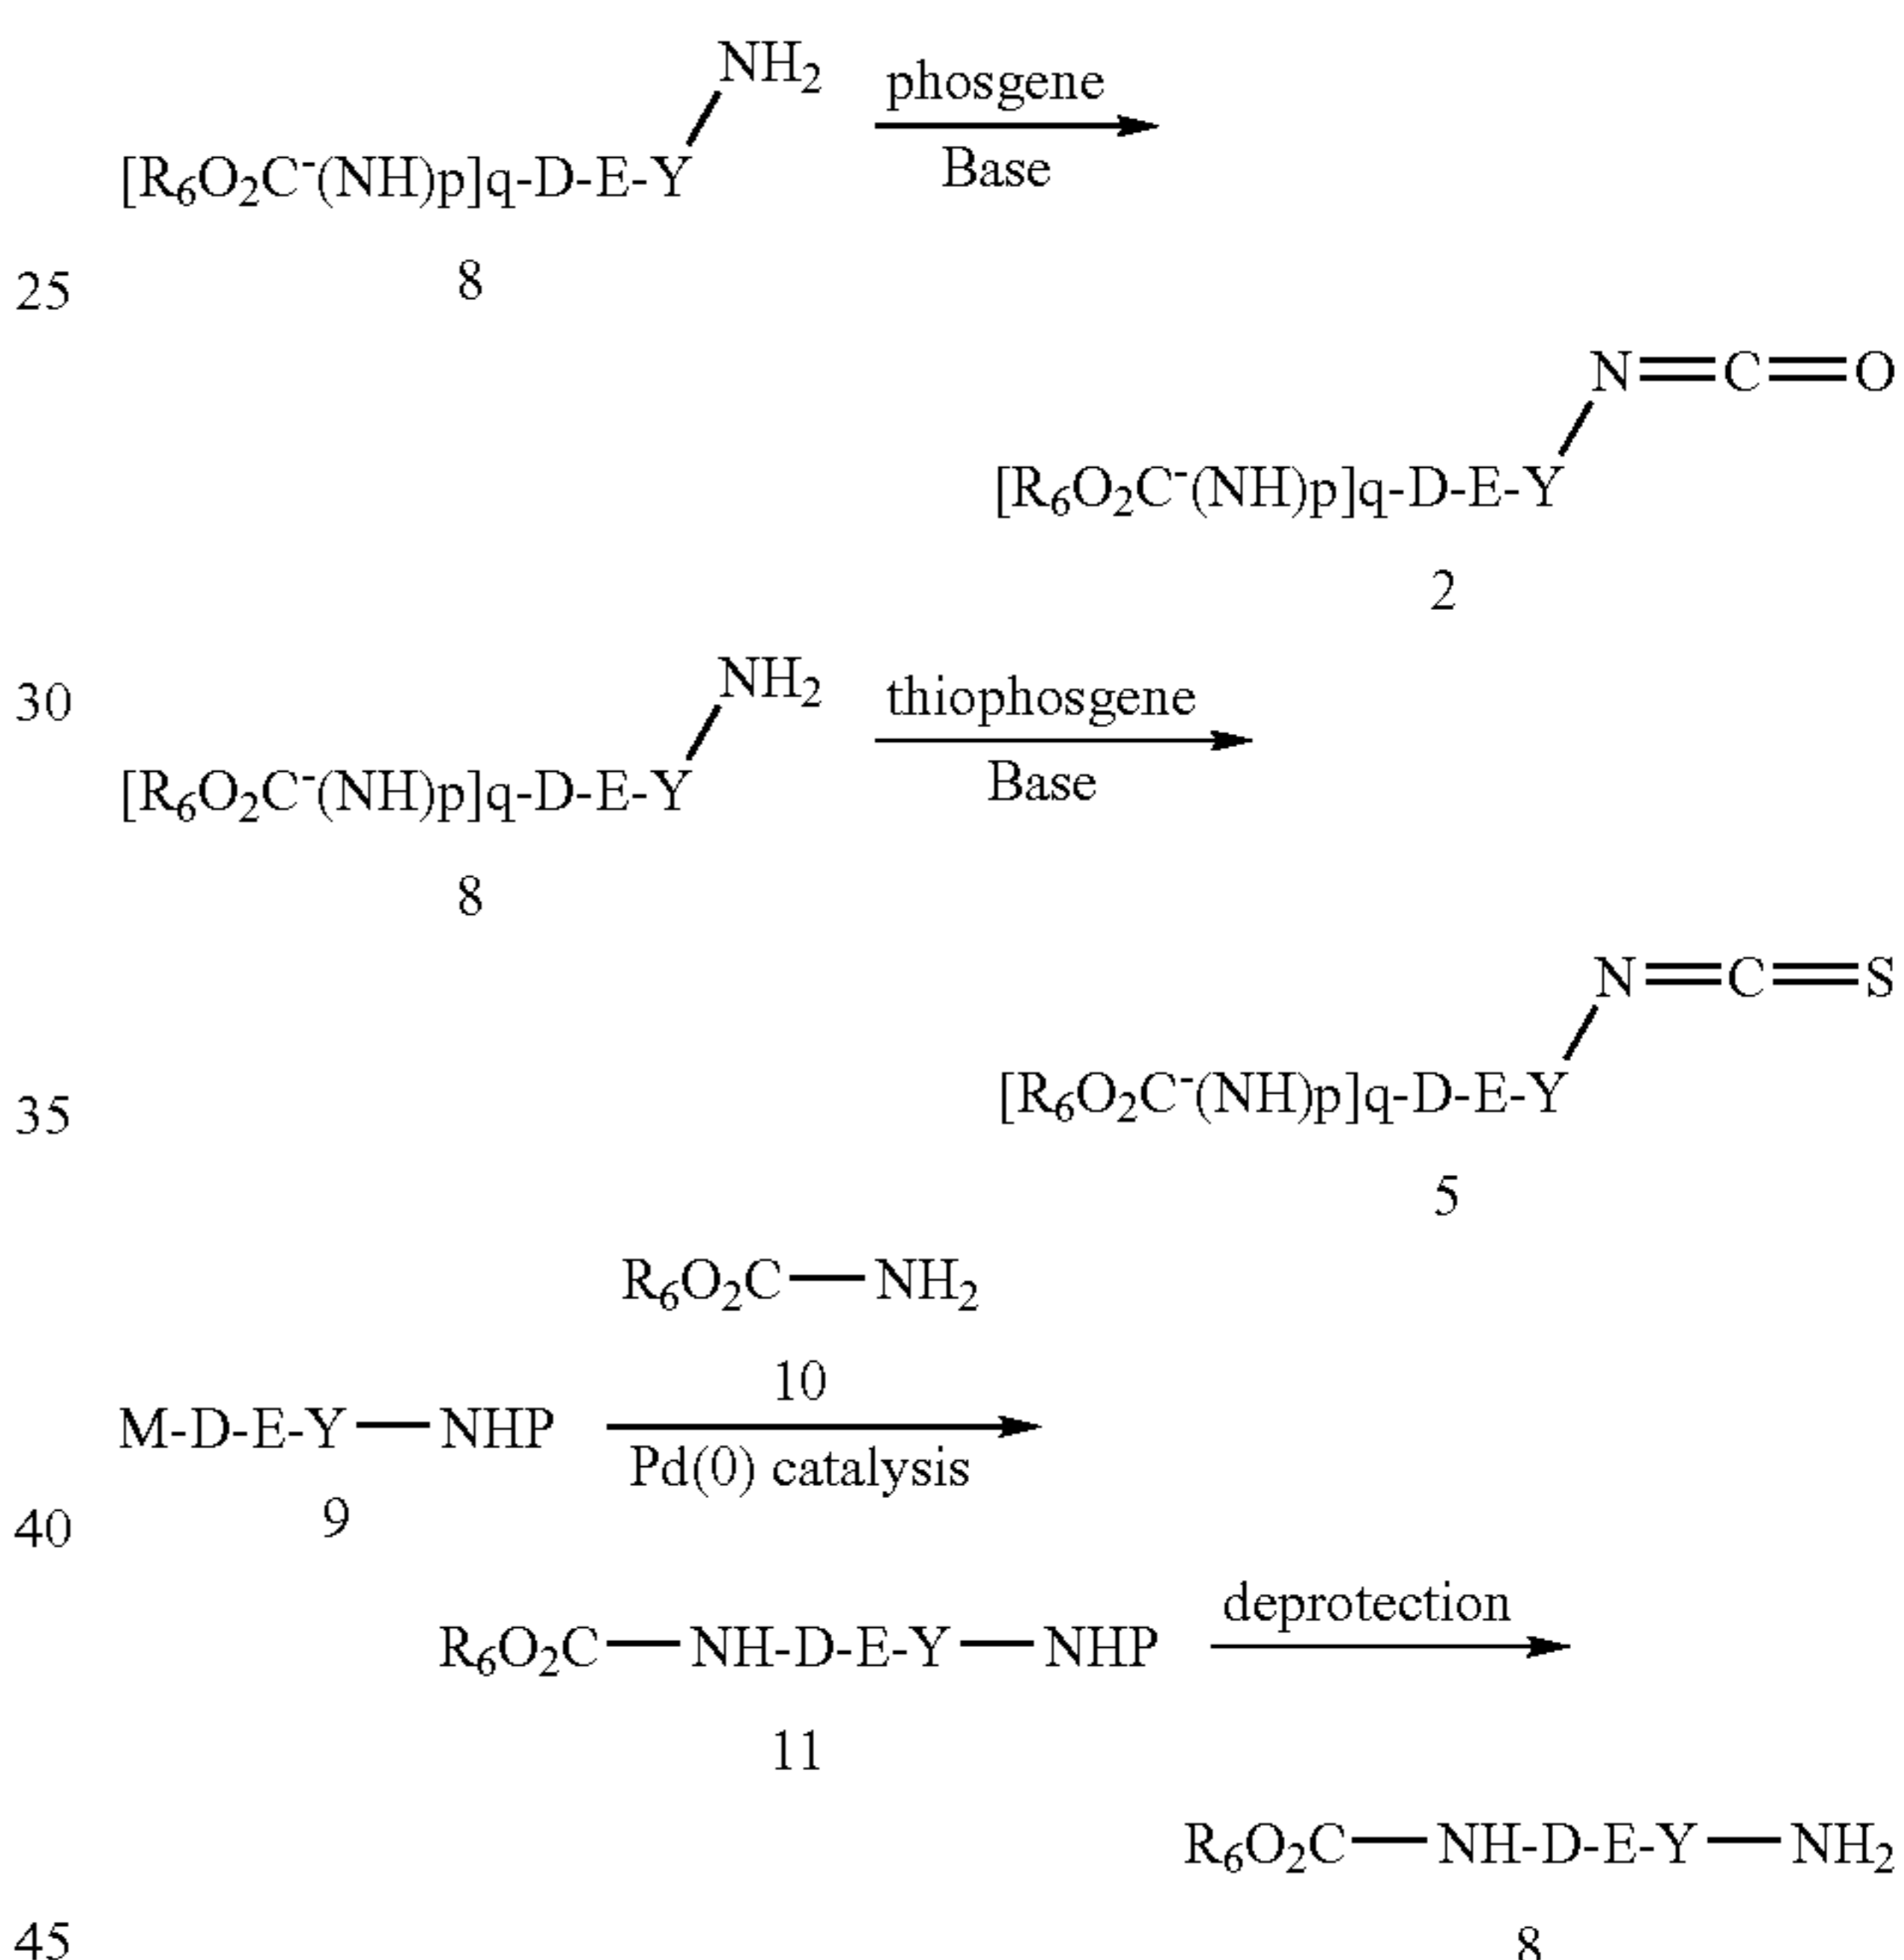 NH2
phosgene
[R6O2C-(NH)p]q-D-E-Y
Base
8
25
N=C=O
[R6O2C-(NH)p]q-D-E-Y
2
NH2
30
thiophosgene
[R6O2C-(NH)p]q-D-E-Y
Base
8
N=C=S
35
[R6O2C-(NH)p]q-D-E-Y
5
R6O2C—NH2
10
M-D-E-Y—NHP
Pd(0) catalysis
9
40
deprotection
R6O2C—NH-D-E-Y—NHP
11
R6O2C—NH-D-E-Y—NH2
45
8